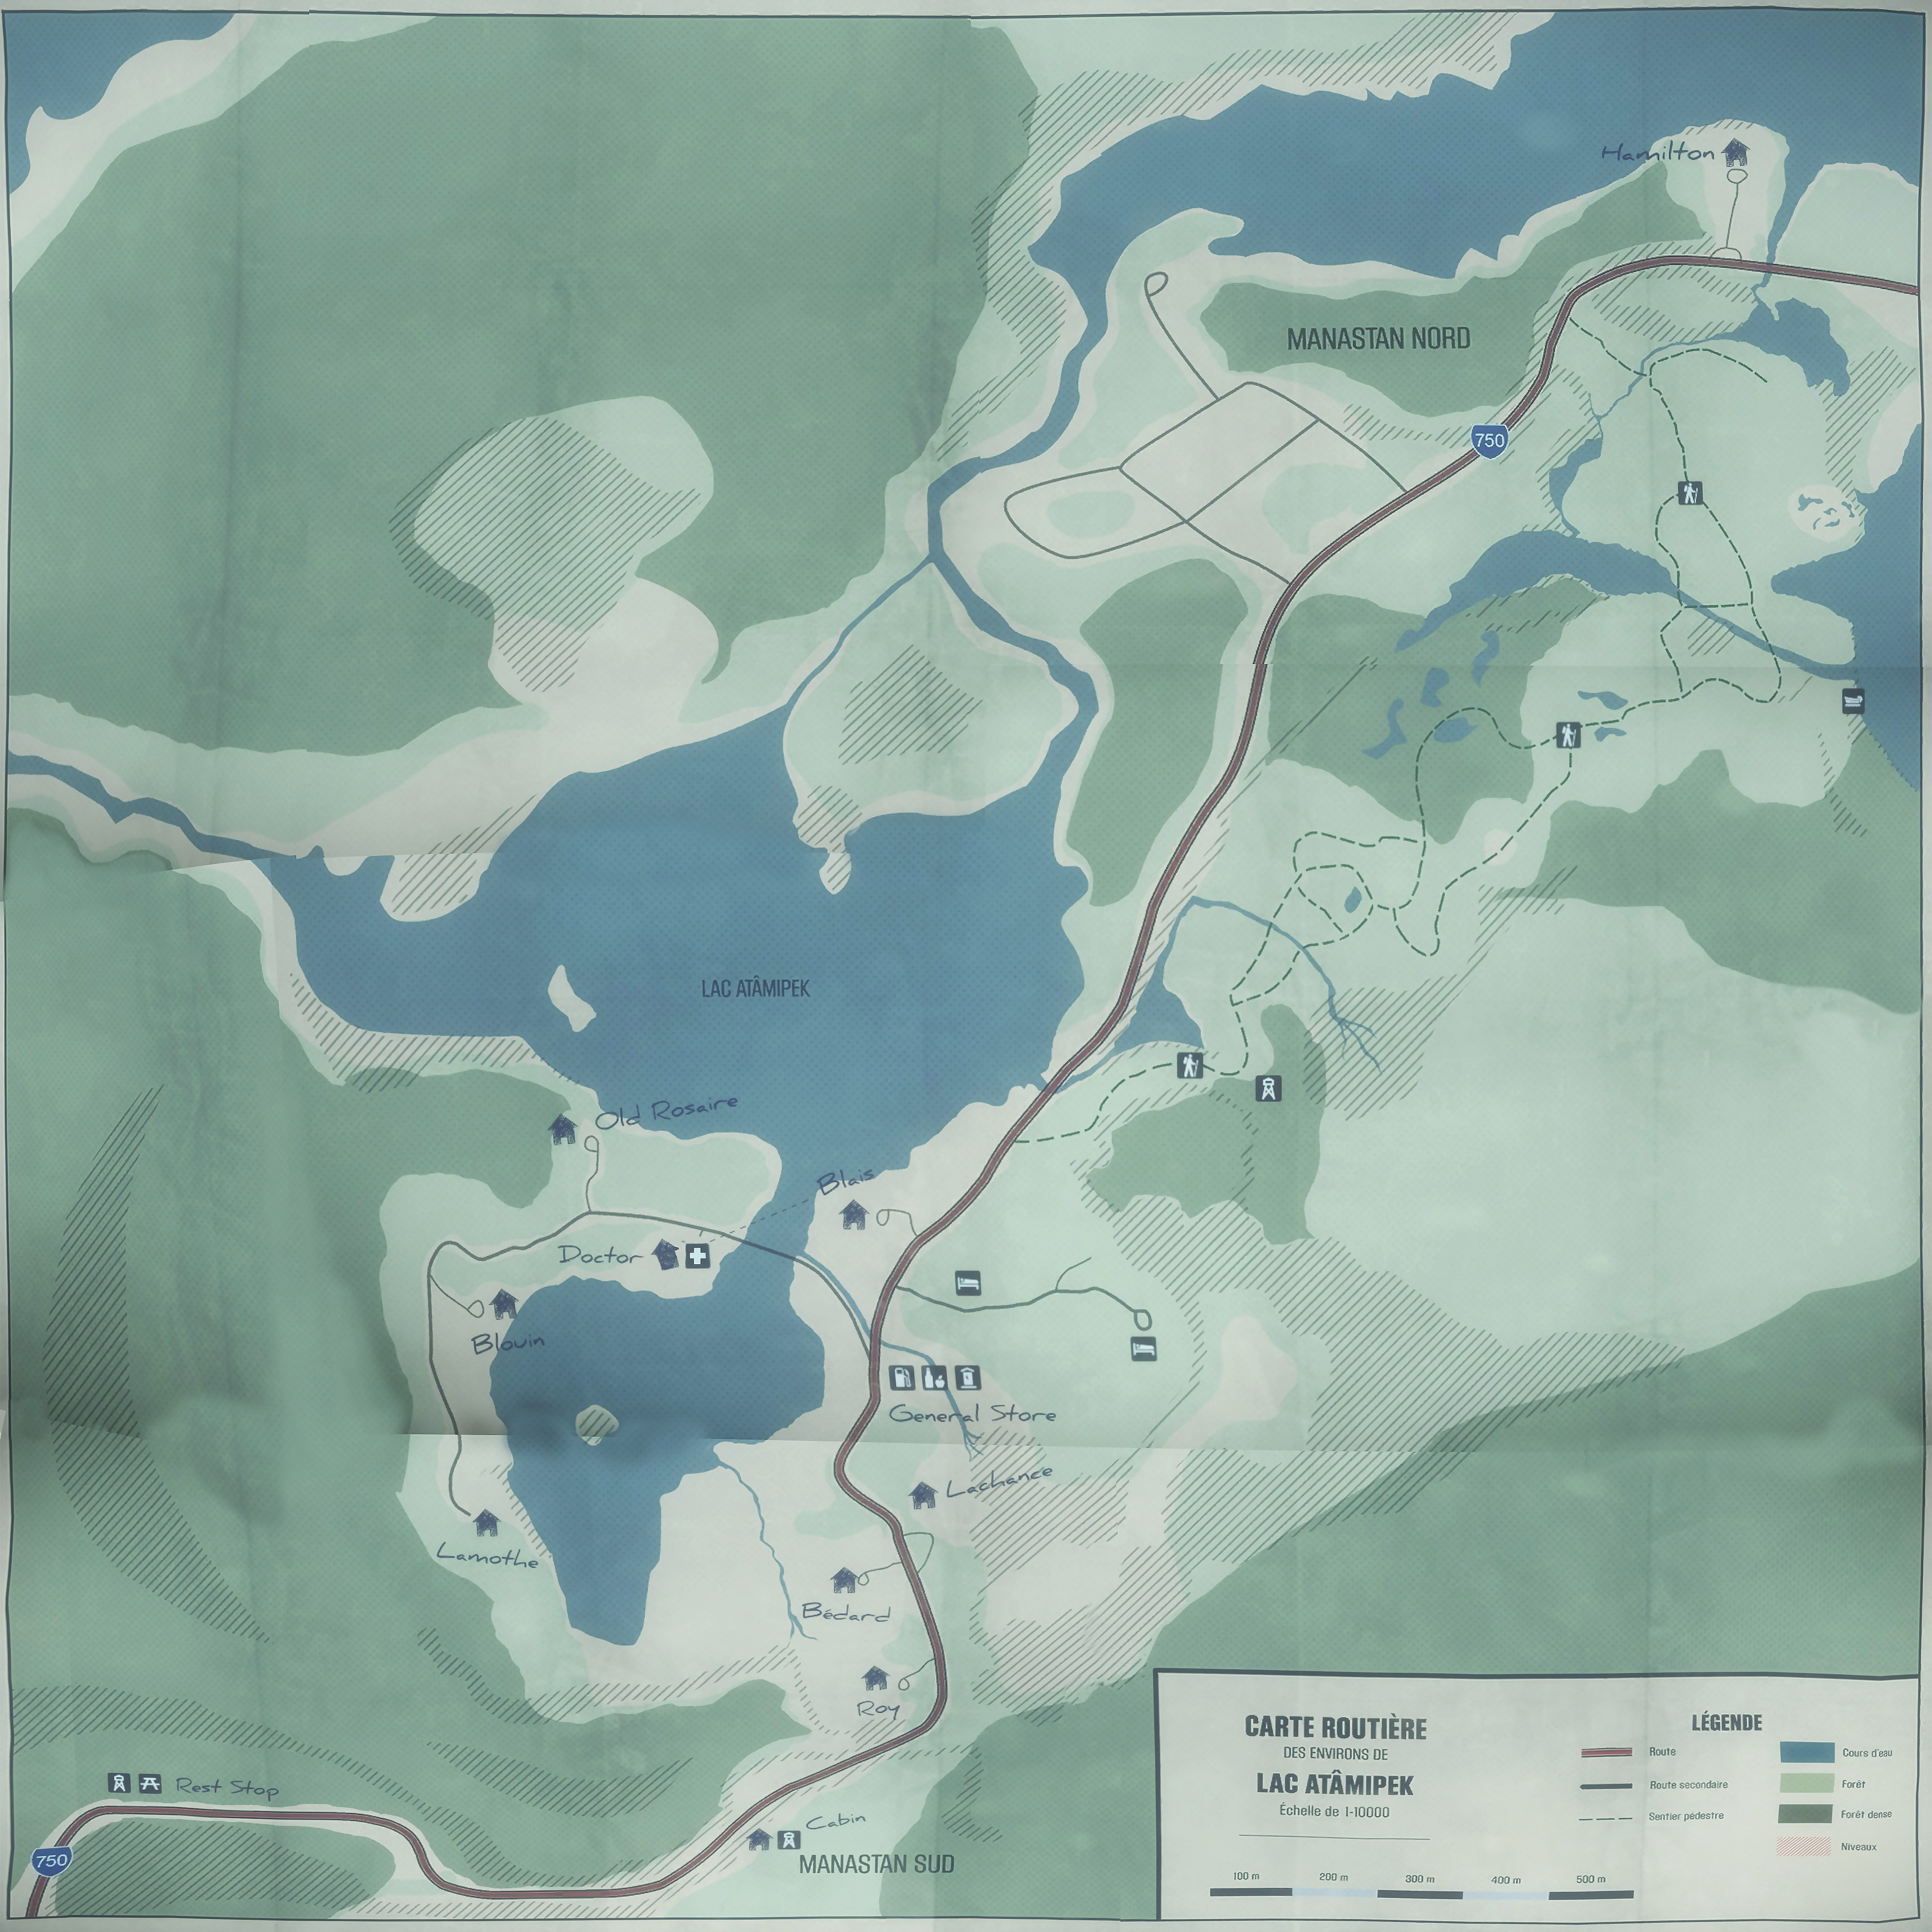 Hamilton
MANASTAN NORD
750
LAC ATÂMIPEK
Old Rosaire
Blais
Doctor
Blouin
General Store
Lachance
Lamothe
Bédard
Roy
Rest Stop
Cabin
750
MANASTAN SUD
CARTE ROUTIÈRE
DES ENVIRONS DE
LAC ATÂMIPEK
Échelle de 1-10000
100 m 200 m 300 m 400 m 500 m
LÉGENDE
Route
Route secondaire
Sentier pédestre
Cours d'eau
Forêt
Forêt dense
Niveaux